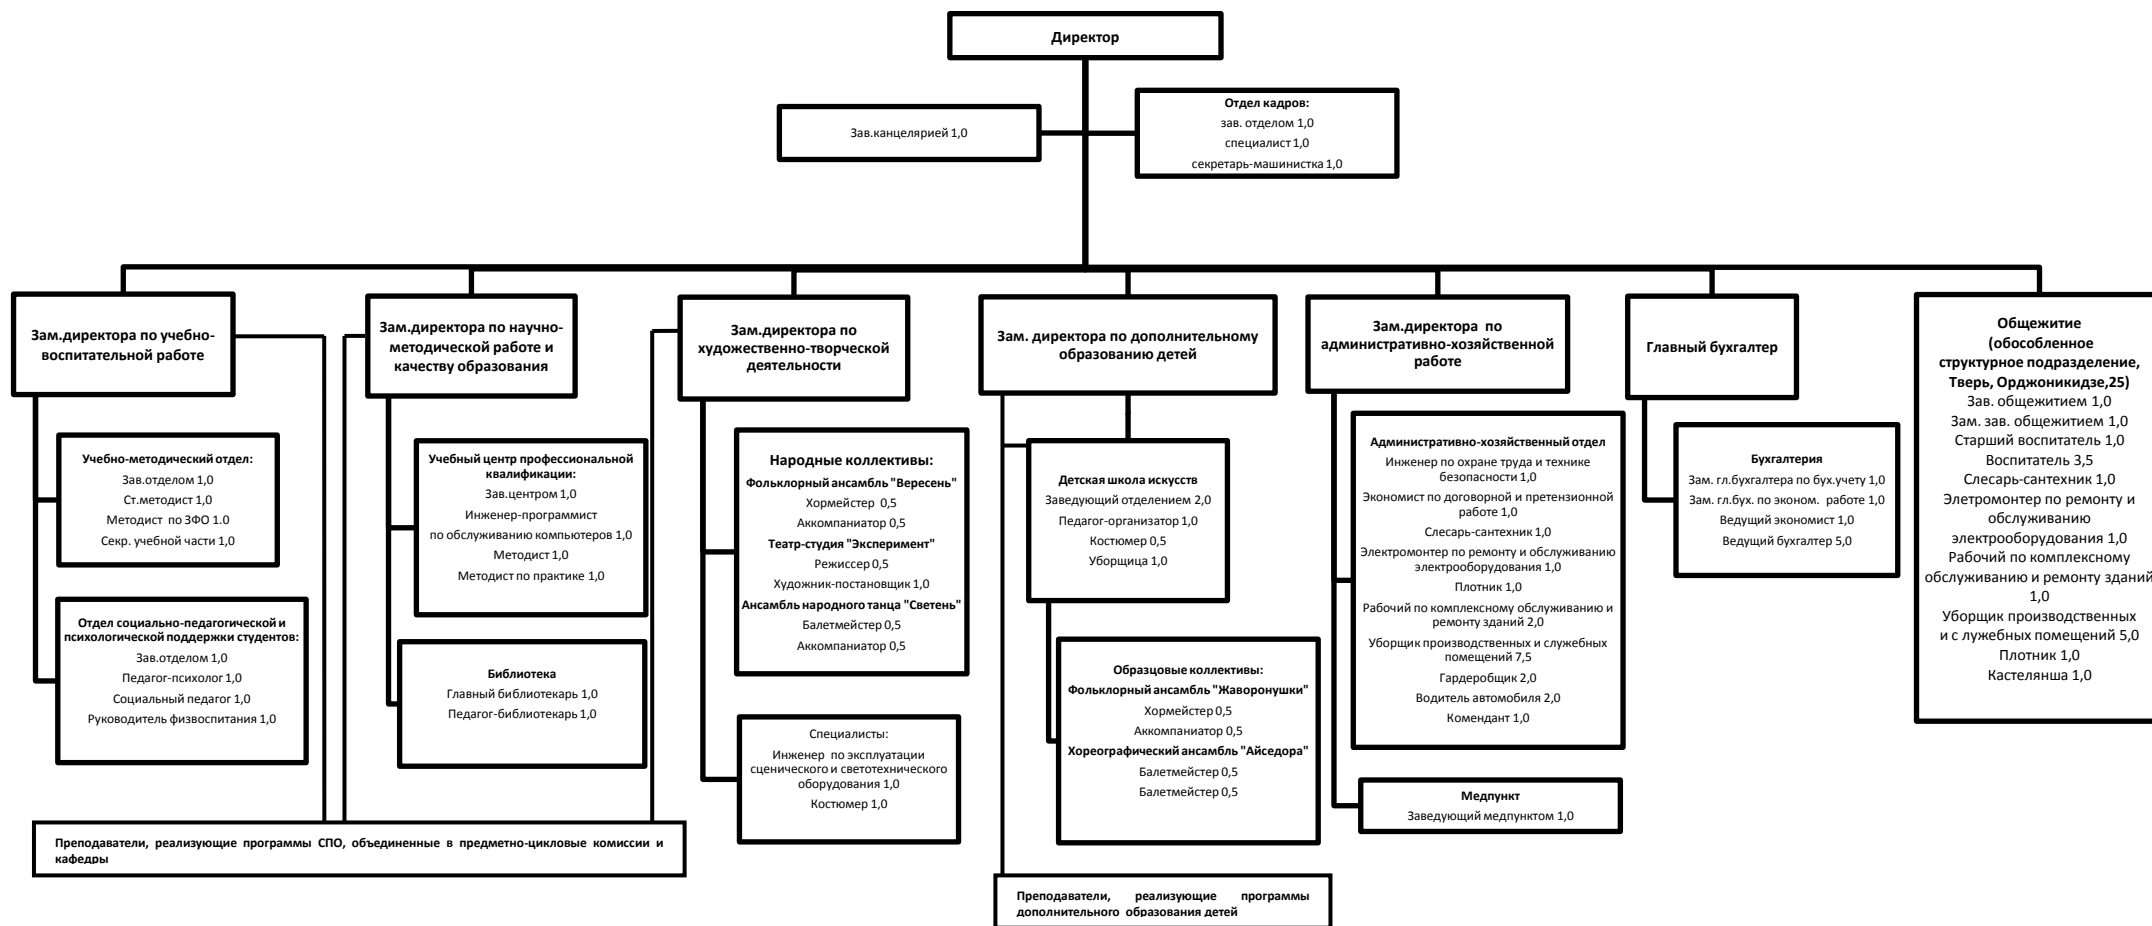 Директор
Зав.канцелярией 1,0
Отдел кадров:
зав. отделом 1,0
специалист 1,0
секретарь-машинистка 1,0
Зам.директора по учебно-
воспитательной работе
Учебно-методический отдел:
Зав.отделом 1,0
Ст.методист 1,0
Методист по ЗФО 1.0
Секр. учебной части 1,0
Отдел социально-педагогической и
психологической поддержки студентов:
Зав.отделом 1,0
Педагог-психолог 1,0
Социальный педагог 1,0
Руководитель физвоспитания 1,0
Зам.директора по научно-
методической работе и
качеству образования
Учебный центр профессиональной
квалификации:
Зав.центром 1,0
Инженер-программист
по обслуживанию компьютеров 1,0
Методист 1,0
Методист по практике 1,0
Библиотека
Главный библиотекарь 1,0
Педагог-библиотекарь 1,0
Преподаватели, реализующие программы СПО, объединенные в предметно-цикловые комиссии и
кафедры
Зам.директора по
художественно-творческой
деятельности
Народные коллективы:
Фольклорный ансамбль "Вересень"
Хормейстер 0,5
Аккомпаниатор 0,5
Театр-студия "Эксперимент"
Режиссер 0,5
Художник-постановщик 1,0
Ансамбль народного танца "Светень"
Балетмейстер 0,5
Аккомпаниатор 0,5
Специалисты:
Инженер по эксплуатации
сценического и светотехнического
оборудования 1,0
Костюмер 1,0
Зам. директора по дополнительному
образованию детей
Детская школа искусств
Заведующий отделением 2,0
Педагог-организатор 1,0
Костюмер 0,5
Уборщица 1,0
Образцовые коллективы:
Фольклорный ансамбль "Жаворонушки"
Хормейстер 0,5
Аккомпаниатор 0,5
Хореографический ансамбль "Айседора"
Балетмейстер 0,5
Балетмейстер 0,5
Преподаватели, реализующие программы
дополнительного образования детей
Зам.директора по
административно-хозяйственной
работе
Административно-хозяйственный отдел
Инженер по охране труда и технике
безопасности 1,0
Экономист по договорной и претензионной
работе 1,0
Слесарь-сантехник 1,0
Электромонтер по ремонту и обслуживанию
электрооборудования 1,0
Плотник 1,0
Рабочий по комплексному обслуживанию и
ремонту зданий 2,0
Уборщик производственных и служебных
помещений 7,5
Гардеробщик 2,0
Водитель автомобиля 2,0
Комендант 1,0
Медпункт
Заведующий медпунктом 1,0
Главный бухгалтер
Бухгалтерия
Зам. гл.бухгалтера по бух.учету 1,0
Зам. гл.бух. по эконом. работе 1,0
Ведущий экономист 1,0
Ведущий бухгалтер 5,0
Общежитие
(обособленное
структурное подразделение,
Тверь, Орджоникидзе,25)
Зав. общежитием 1,0
Зам. зав. общежитием 1,0
Старший воспитатель 1,0
Воспитатель 3,5
Слесарь-сантехник 1,0
Элетромонтер по ремонту и
обслуживанию
электрооборудования 1,0
Рабочий по комплексному
обслуживанию и ремонту зданий
1,0
Уборщик производственных
и с лужебных помещений 5,0
Плотник 1,0
Кастелянша 1,0